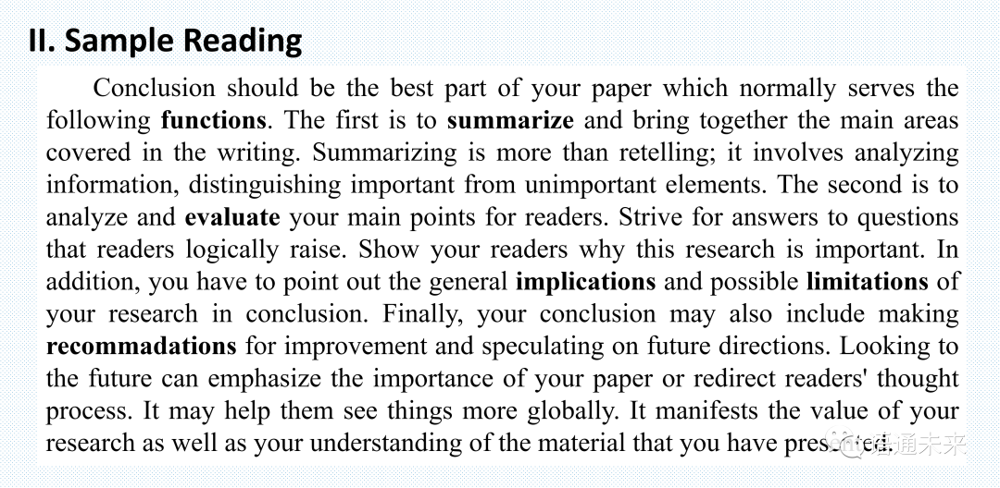 II. Sample Reading
Conclusion should be the best part of your paper which normally serves the
following functions. The first is to summarize and bring together the main areas
covered in the writing. Summarizing is more than retelling; it involves analyzing
information, distinguishing important from unimportant elements. The second is to
analyze and evaluate your main points for readers. Strive for answers to questions
that readers logically raise. Show your readers why this research is important. In
addition, you have to point out the general implications and possible limitations of
your research in conclusion. Finally, your conclusion may also include making
recommadations for improvement and speculating on future directions. Looking to
the future can emphasize the importance of your paper or redirect readers' thought
process. It may help them see things more globally. It manifests the value of your
research as well as your understanding of the material that you have presented.
语通未来